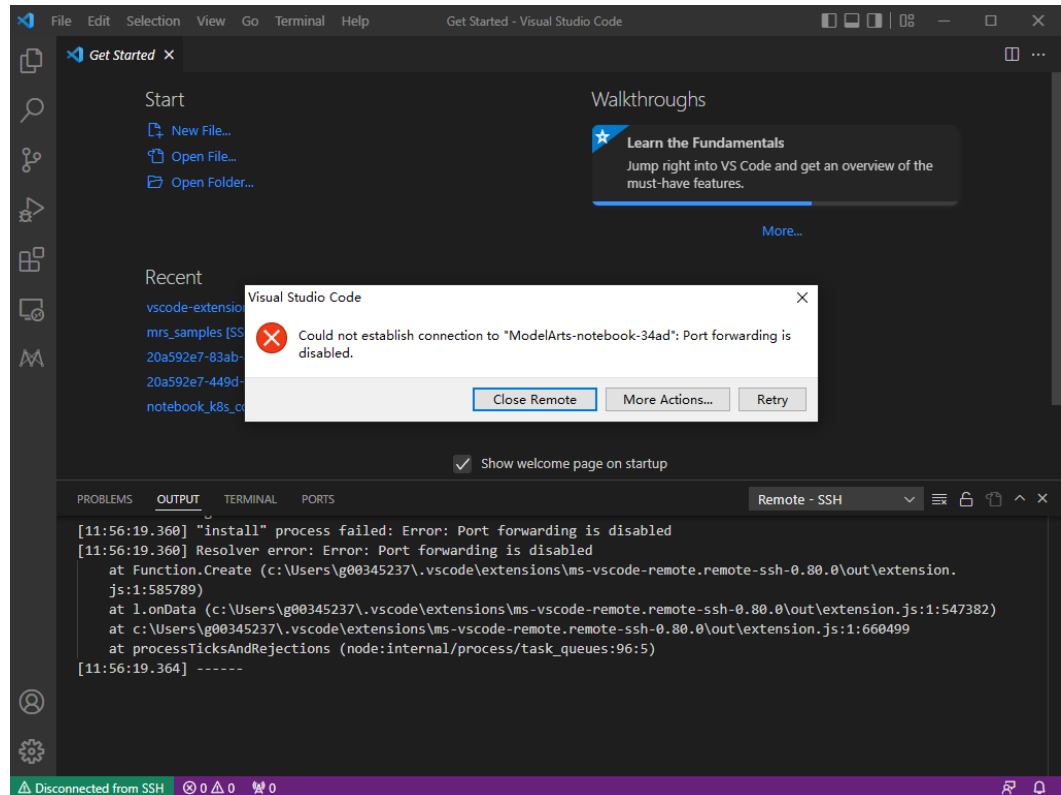 File Edit Selection View Go Terminal Help Get Started - Visual Studio Code
Get Started
Start
New File...
Open File...
Open Folder...
Walkthroughs
Learn the Fundamentals
Jump right into VS Code and get an overview of the
must-have features.
More...
Recent
vscode-extension
mrs_samples [SS
20a592e7-83ab-
20a592e7-449d-
notebook_k8s_co
Visual Studio Code
Could not establish connection to "ModelArts-notebook-34ad": Port forwarding is
disabled.
Close Remote More Actions... Retry
Show welcome page on startup
PROBLEMS OUTPUT TERMINAL PORTS Remote - SSH
[11:56:19.360] "install" process failed: Error: Port forwarding is disabled
[11:56:19.360] Resolver error: Error: Port forwarding is disabled
at Function.Create (c:\Users\g00345237\.vscode\extensions\ms-vscode-remote.remote-ssh-0.80.0\out\extension.
js:1:585789)
at l.onData (c:\Users\g00345237\.vscode\extensions\ms-vscode-remote.remote-ssh-0.80.0\out\extension.js:1:547382)
at c:\Users\g00345237\.vscode\extensions\ms-vscode-remote.remote-ssh-0.80.0\out\extension.js:1:660499
at processTicksAndRejections (node:internal/process/task_queues:96:5)
[11:56:19.364] ------
Disconnected from SSH 0 0 0